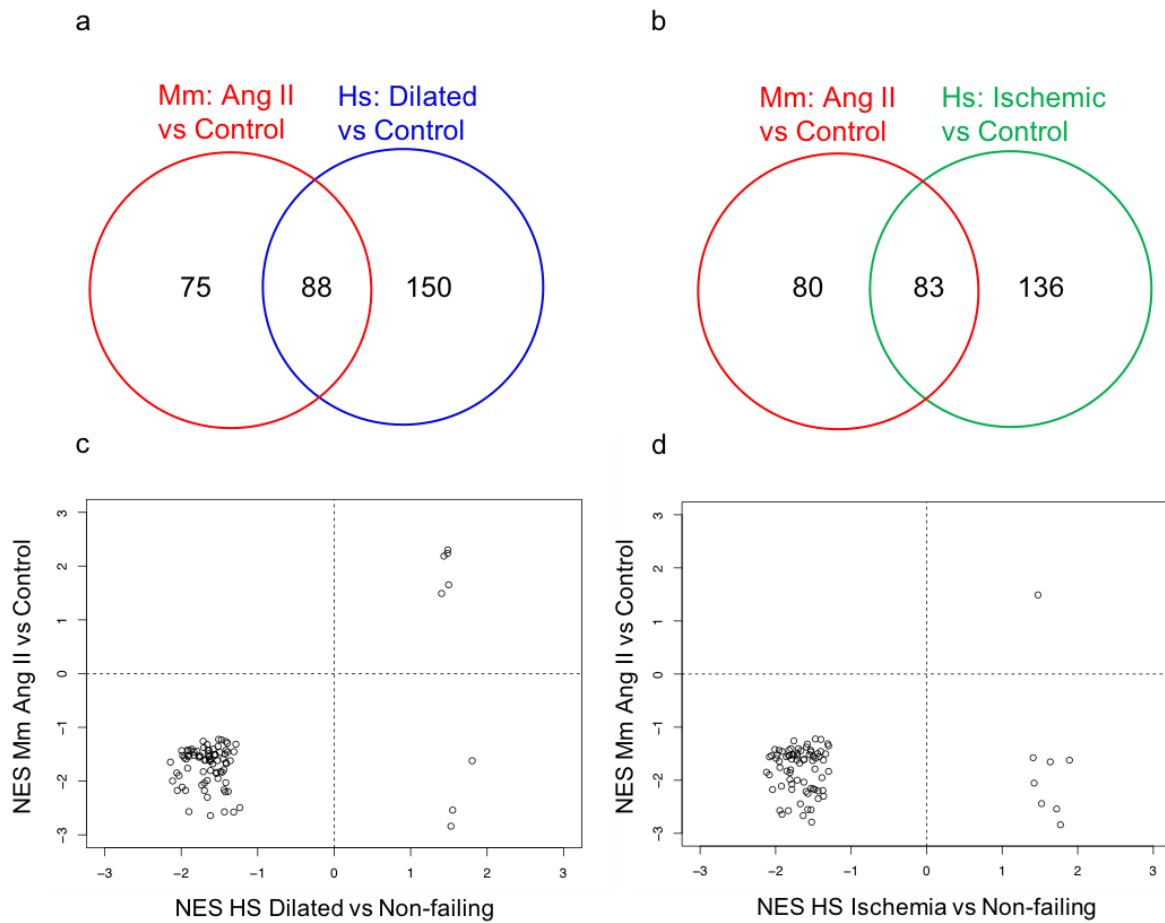 a
b
Mm: Ang II
vs Control
Hs: Dilated
vs Control
Mm: Ang II
vs Control
Hs: Ischemic
vs Control
75
88
150
80
83
136
c
d
NES Mm Ang II vs Control
3
2
1
0
-1
-2
-3
-3
-2
-1
0
1
2
3
NES HS Dilated vs Non-failing
NES Mm Ang II vs Control
3
2
1
0
-1
-2
-3
-3
-2
-1
0
1
2
3
NES HS Ischemia vs Non-failing